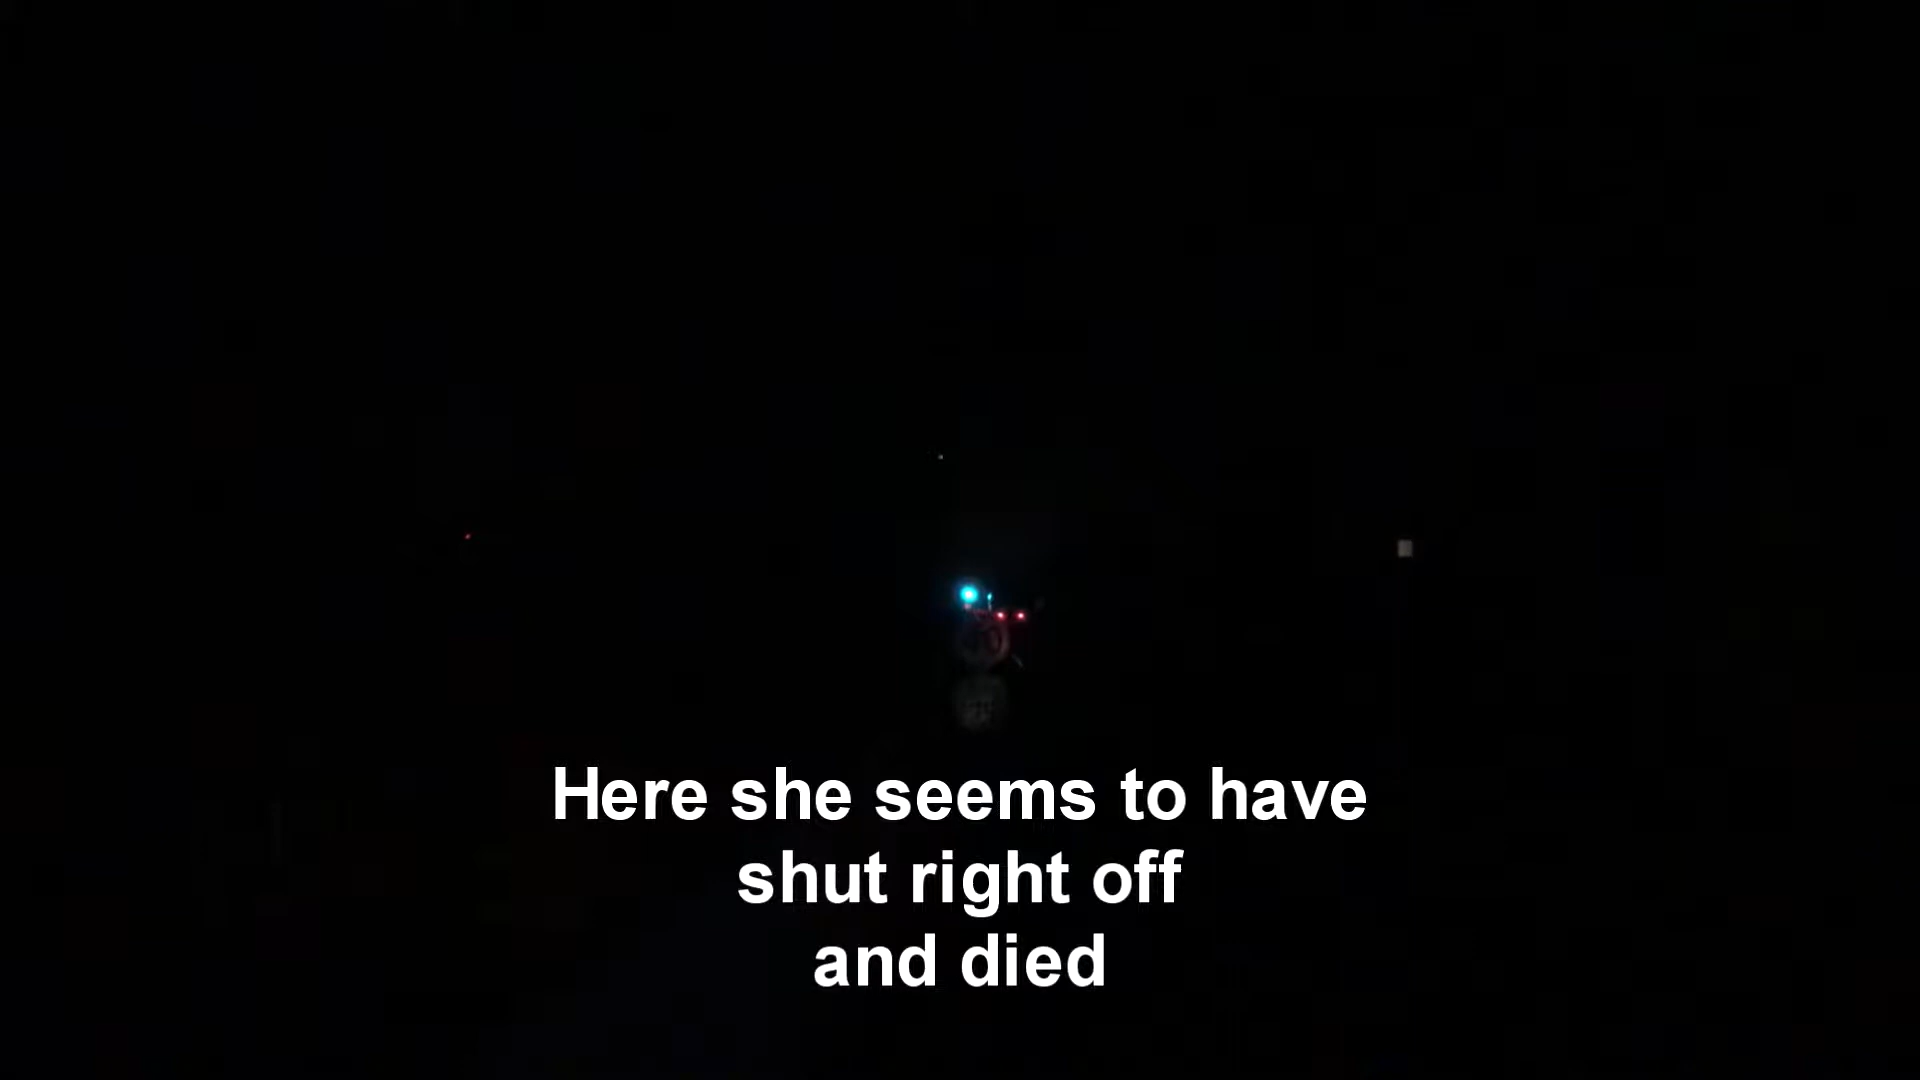 Here she seems to have
shut right off
and died